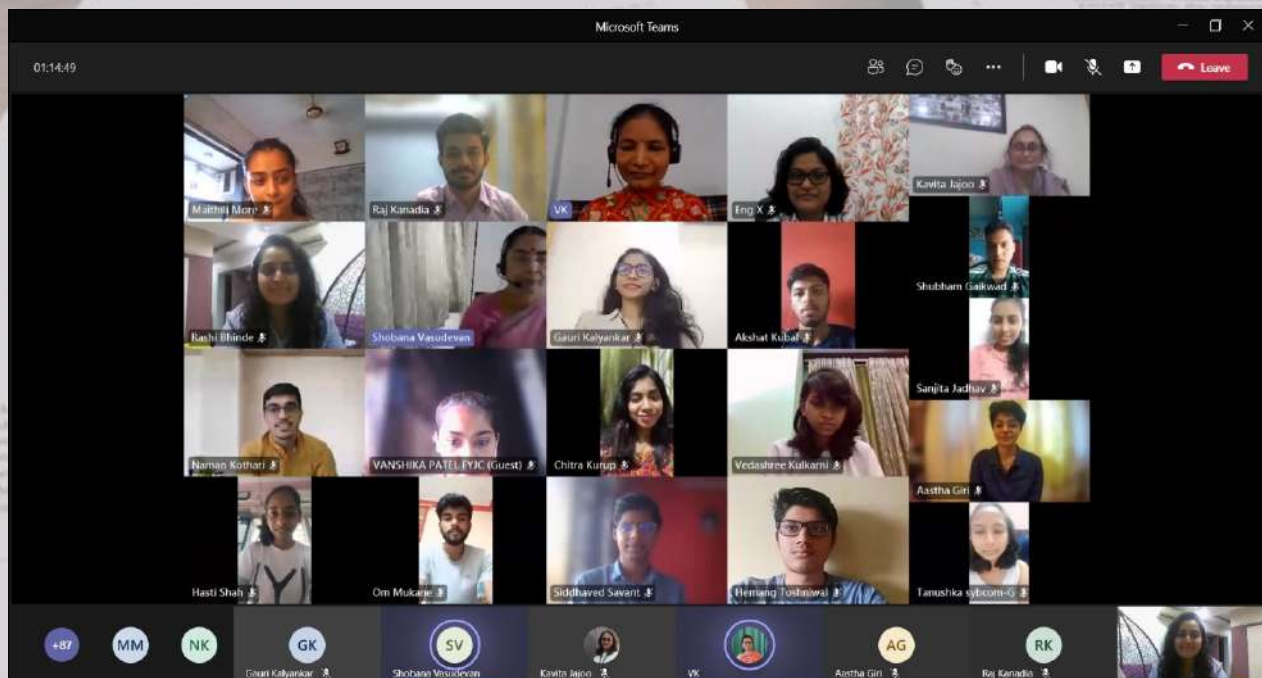 Microsoft Teams
01:14:49
Leave
Maithili More
Raj Kanadia
VK
Eng X
Kavita Jajoo
Shubham Gaikwad
Rashi Bhinde
Shobana Vasudevan
Gauri Kalyankar
Akshat Kubal
Sanjita Jadhav
Naman Kothari
VANSHIKA PATEL FYJC (Guest)
Chitra Kurup
Vedashree Kulkarni
Aastha Giri
Hasti Shah
Om Mukane
Siddhaved Savant
Hemang Toshniwal
Tanushka sybcom-G
+87
MM
NK
GK
SV
AG
RK
Gauri Kalyankar
Shobana Vasudevan
Kavita Jajoo
VK
Aastha Giri
Raj Kanadia